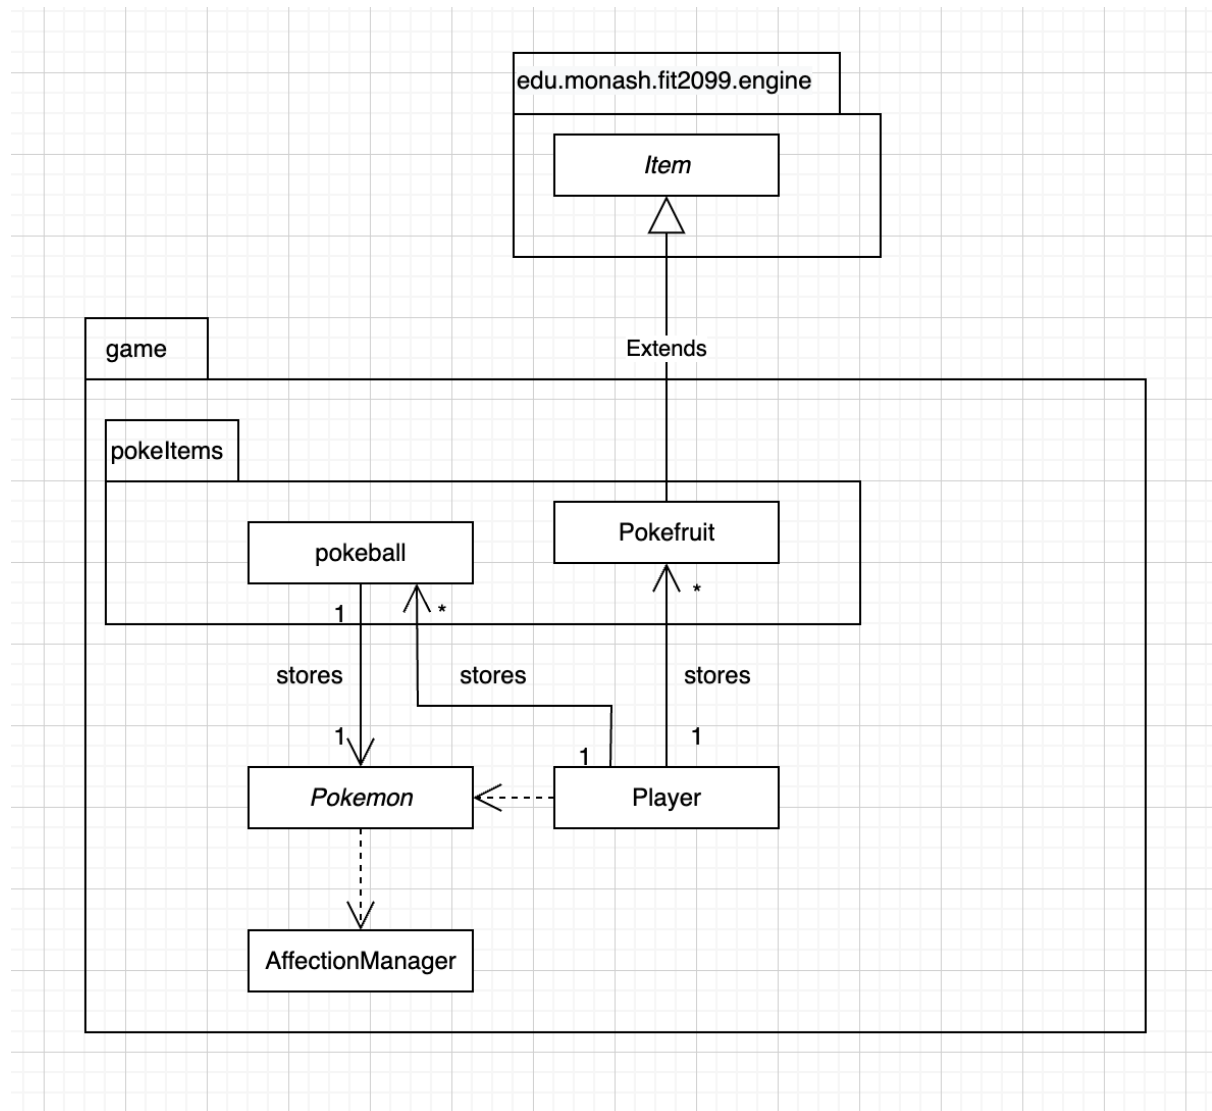 edu.monash.fit2099.engine
Item
Extends
game
pokeItems
pokeball
Pokefruit
1
*
*
stores
stores
stores
1
1
1
Pokemon
Player
AffectionManager